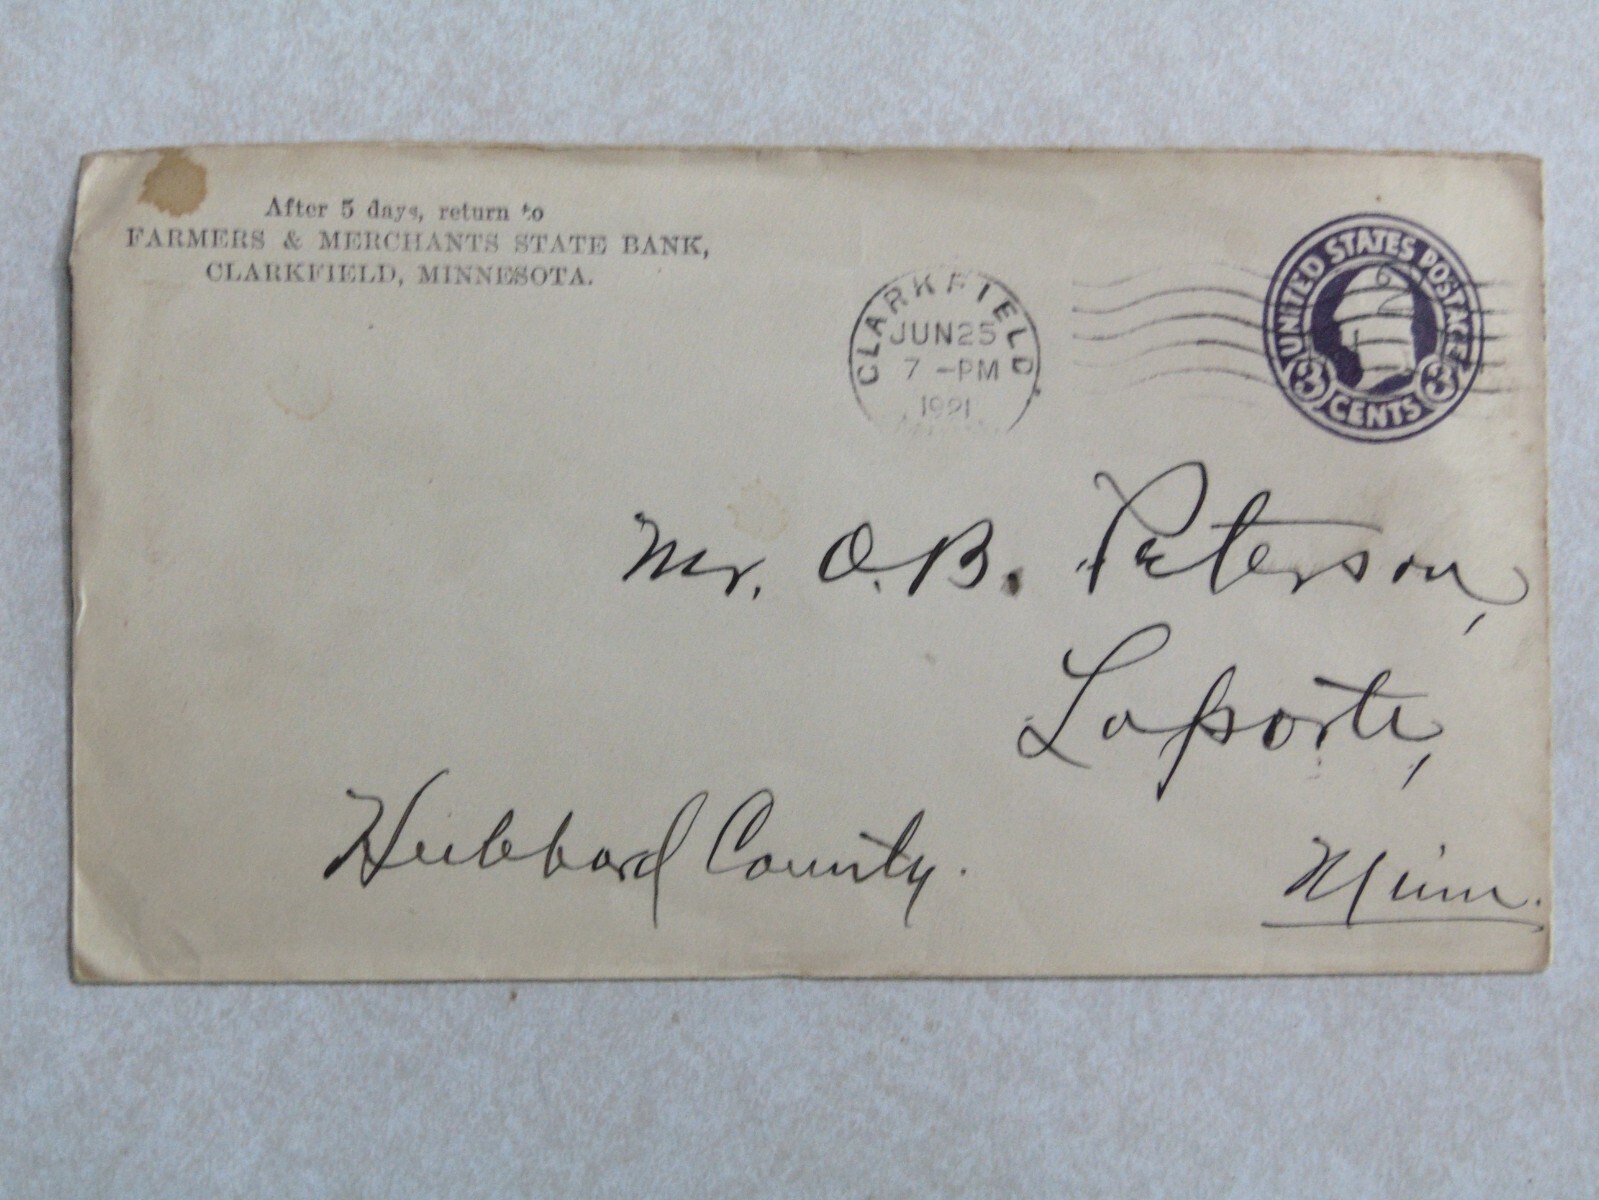 After 5 days, return to
FARMERS & MERCHANTS STATE BANK,
CLARKFIELD, MINNESOTA.
CLARKFIELD.
JUN 25
7 - PM
1921
UNITED STATES POSTAGE
3 3
CENTS
Mr. O. B. Peterson,
Laporte,
Hubbard County.
Minn.